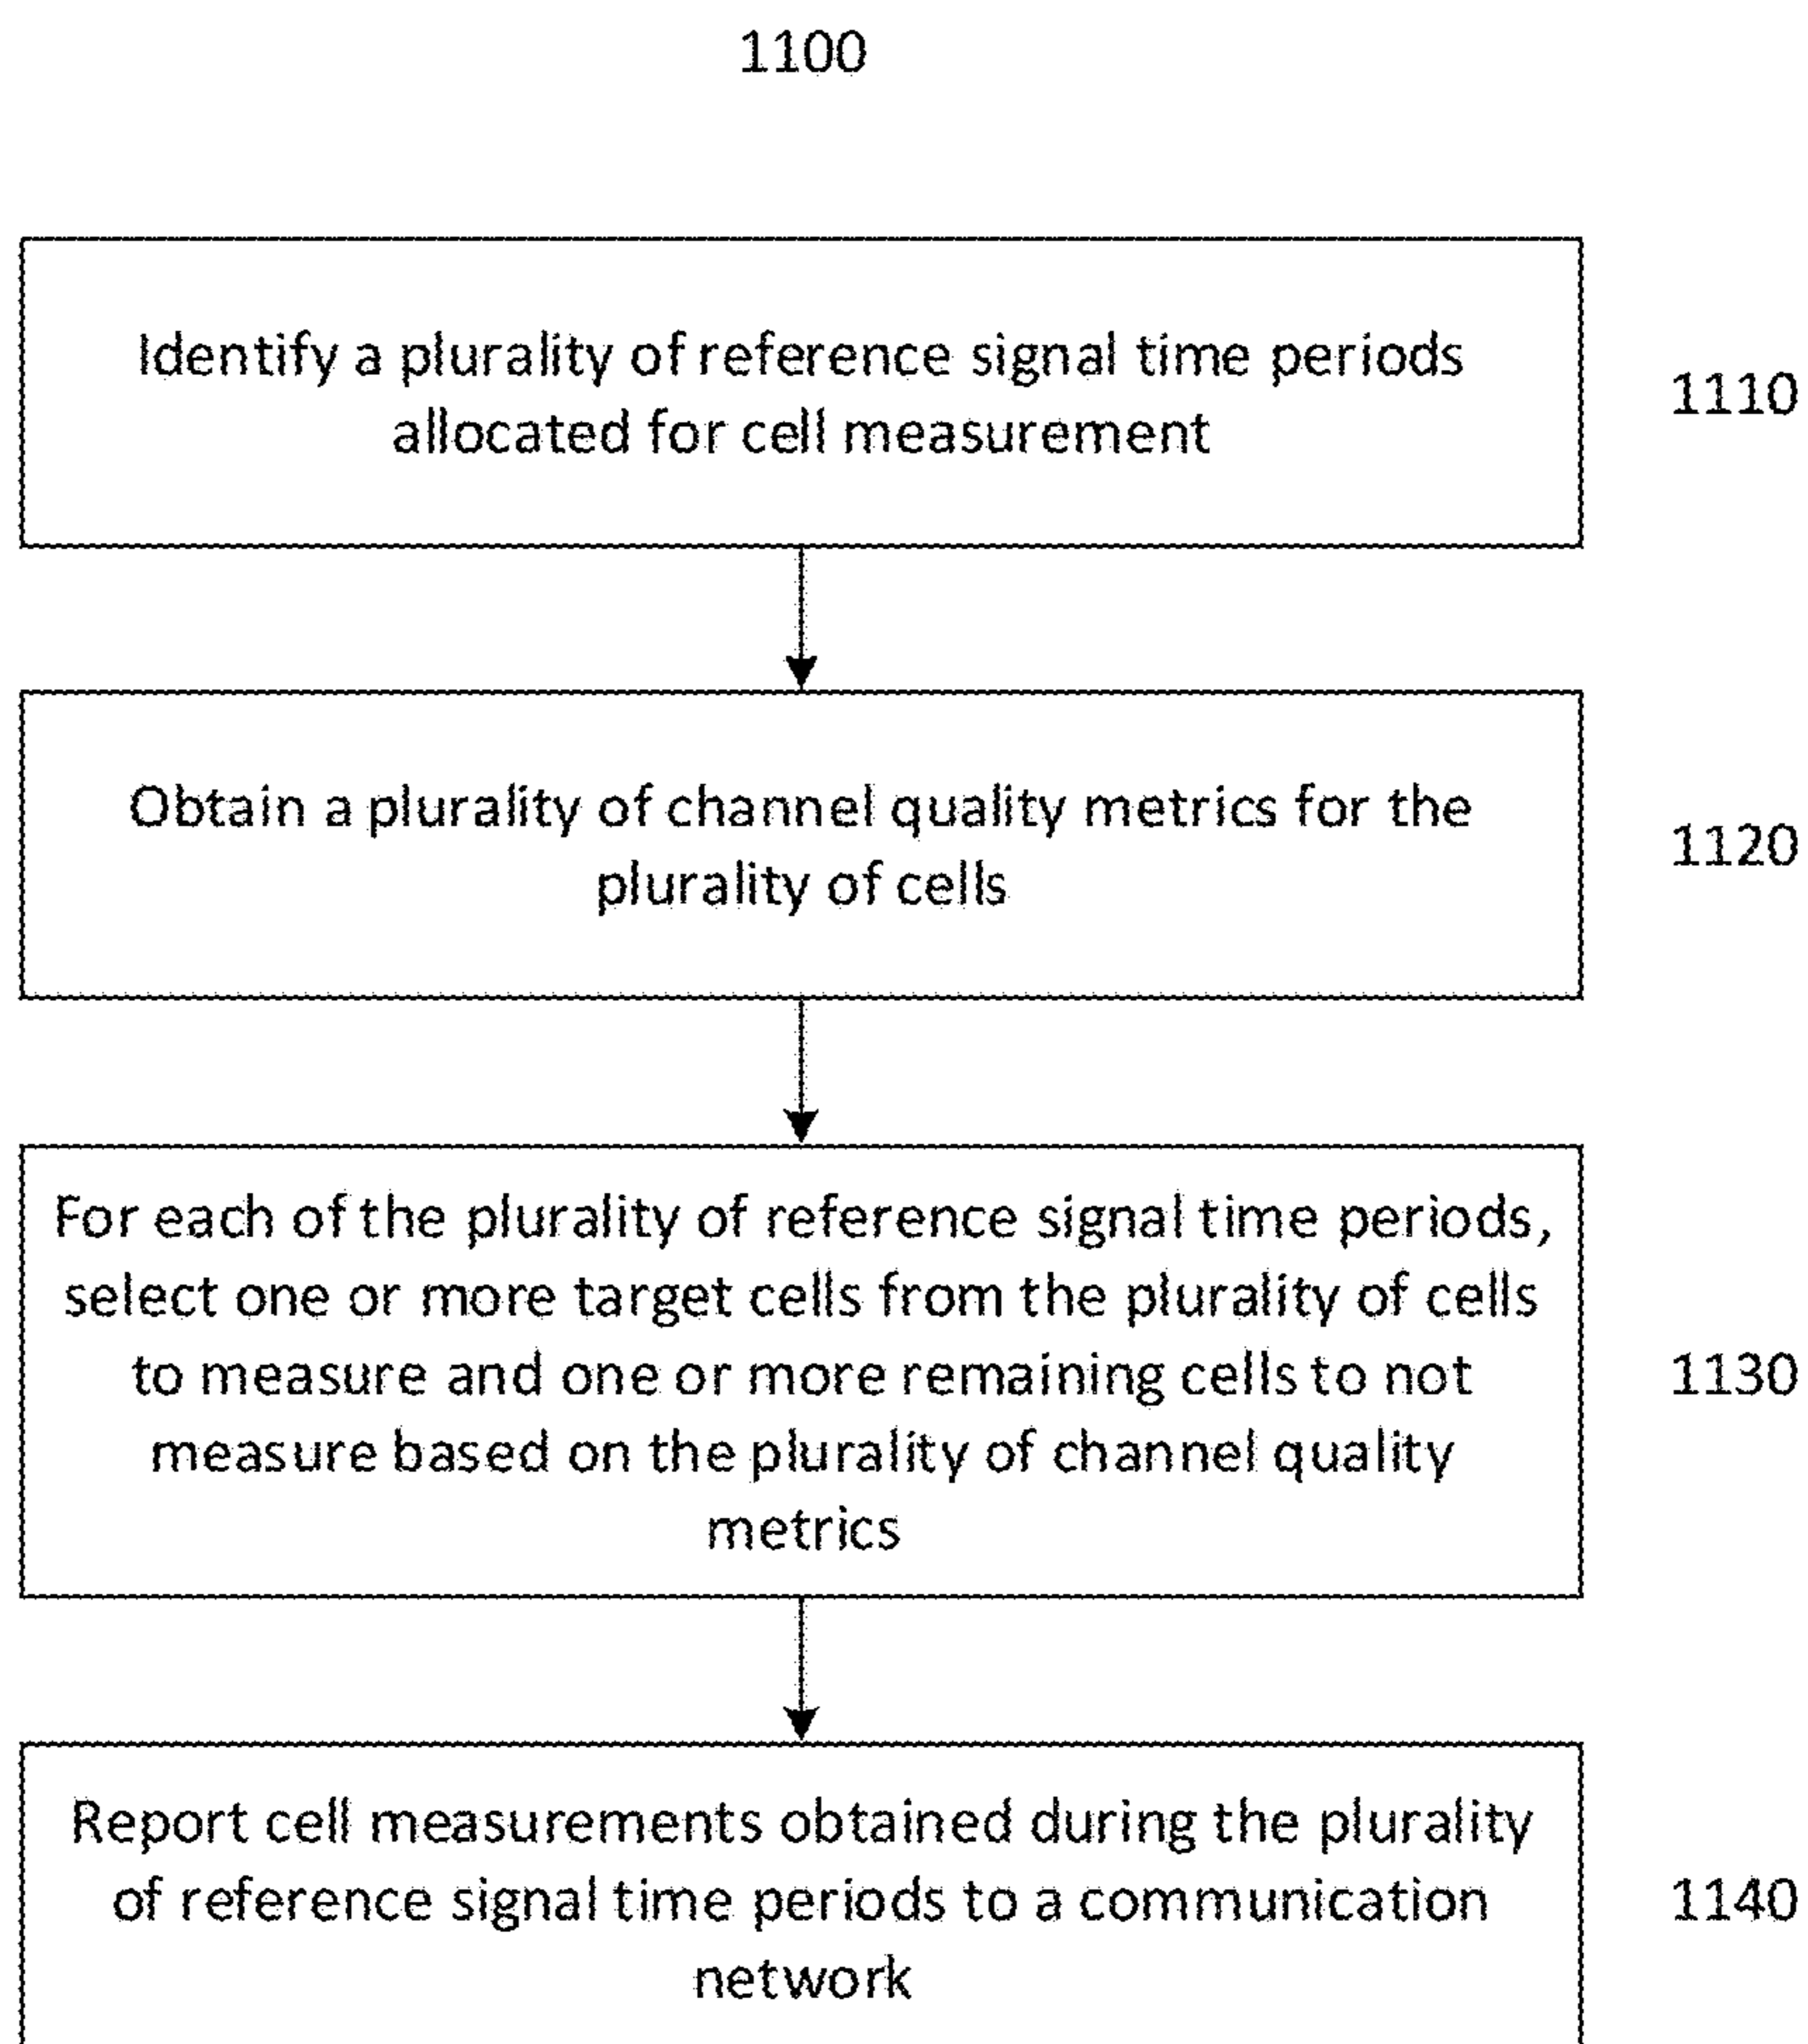 1100
Identify a plurality of reference signal time periods
allocated for cell measurement
1110
Obtain a plurality of channel quality metrics for the
plurality of cells
1120
For each of the plurality of reference signal time periods,
select one or more target cells from the plurality of cells
to measure and one or more remaining cells to not
measure based on the plurality of channel quality
metrics
1130
Report cell measurements obtained during the plurality
of reference signal time periods to a communication
network
1140